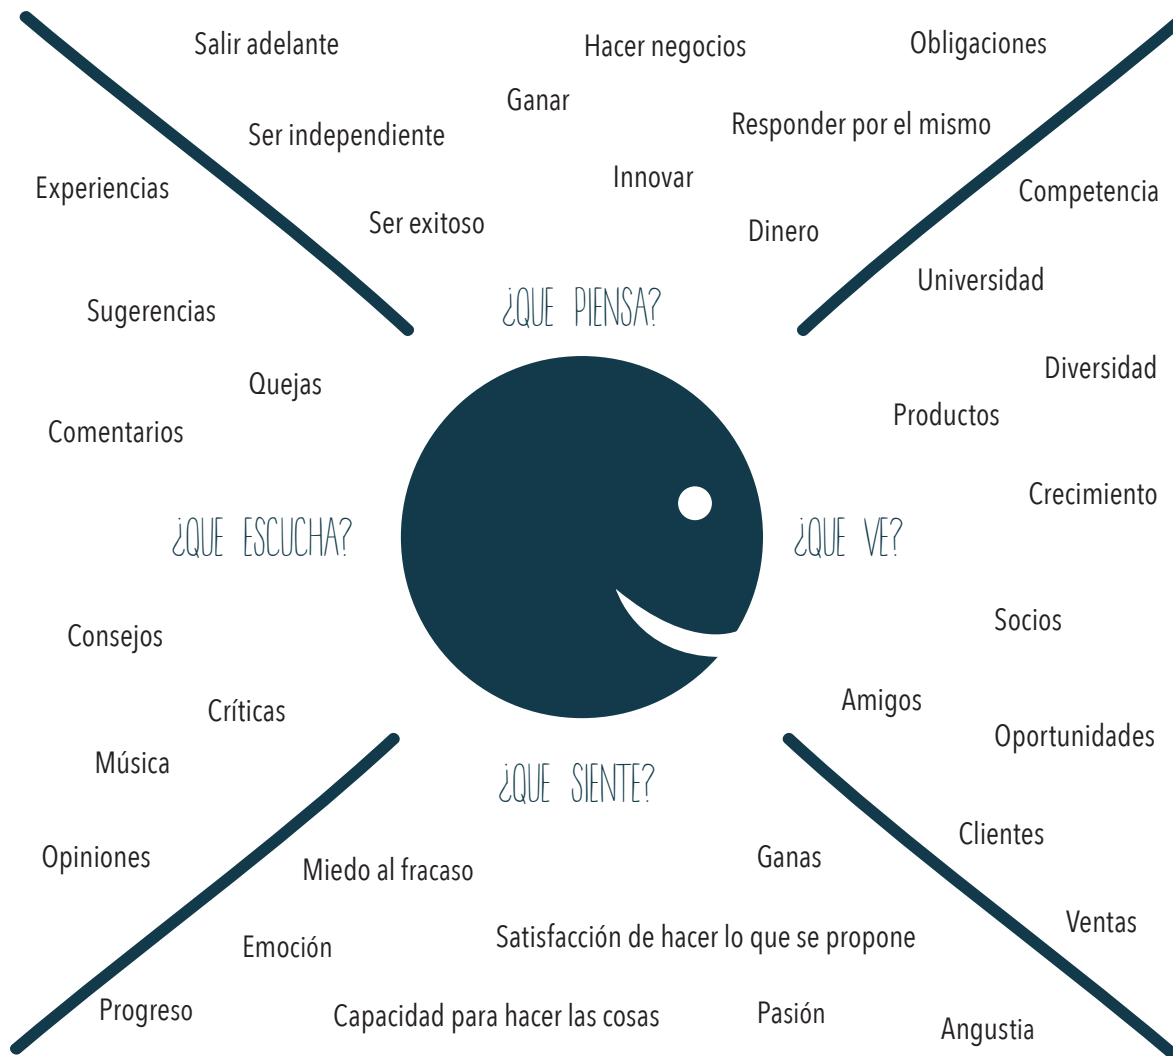 Salir adelante
Hacer negocios
Obligaciones
Ganar
Ser independiente
Responder por el mismo
Innovar
Ser exitoso
Dinero
¿QUE PIENSA?
Experiencias
Sugerencias
Quejas
Comentarios
¿QUE ESCUCHA?
Consejos
Críticas
Música
Opiniones
Competencia
Universidad
Diversidad
Productos
Crecimiento
¿QUE VE?
Socios
Amigos
Oportunidades
Clientes
Ventas
¿QUE SIENTE?
Miedo al fracaso
Ganas
Emoción
Satisfacción de hacer lo que se propone
Progreso
Capacidad para hacer las cosas
Pasión
Angustia